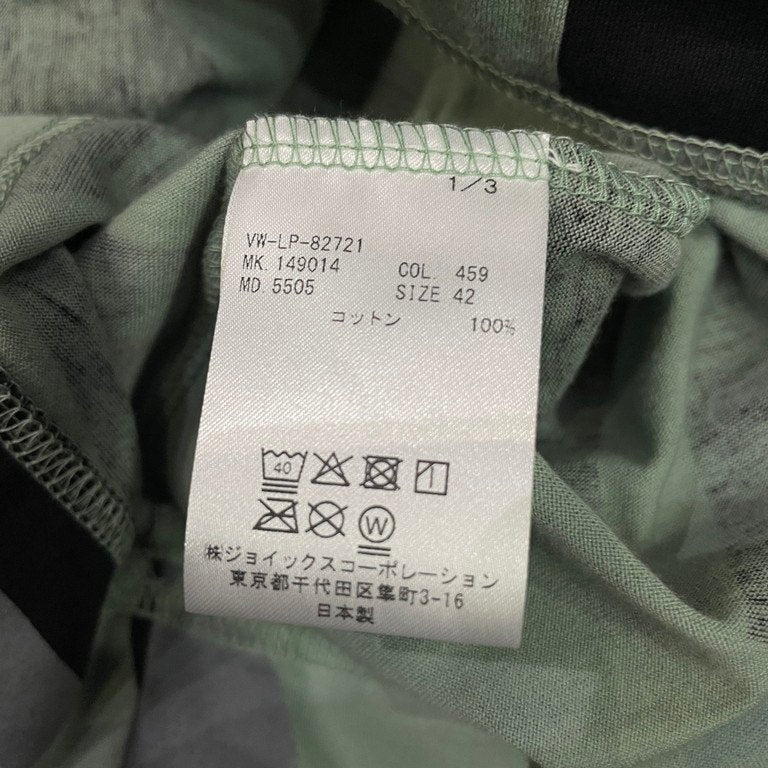 1/3
VW-LP-82721
MK. 149014 COL. 459
MD. 5505 SIZE 42
コットン 100%
40
W
㈱ジョイックスコーポレーション
東京都千代田区隼町3-16
日本製